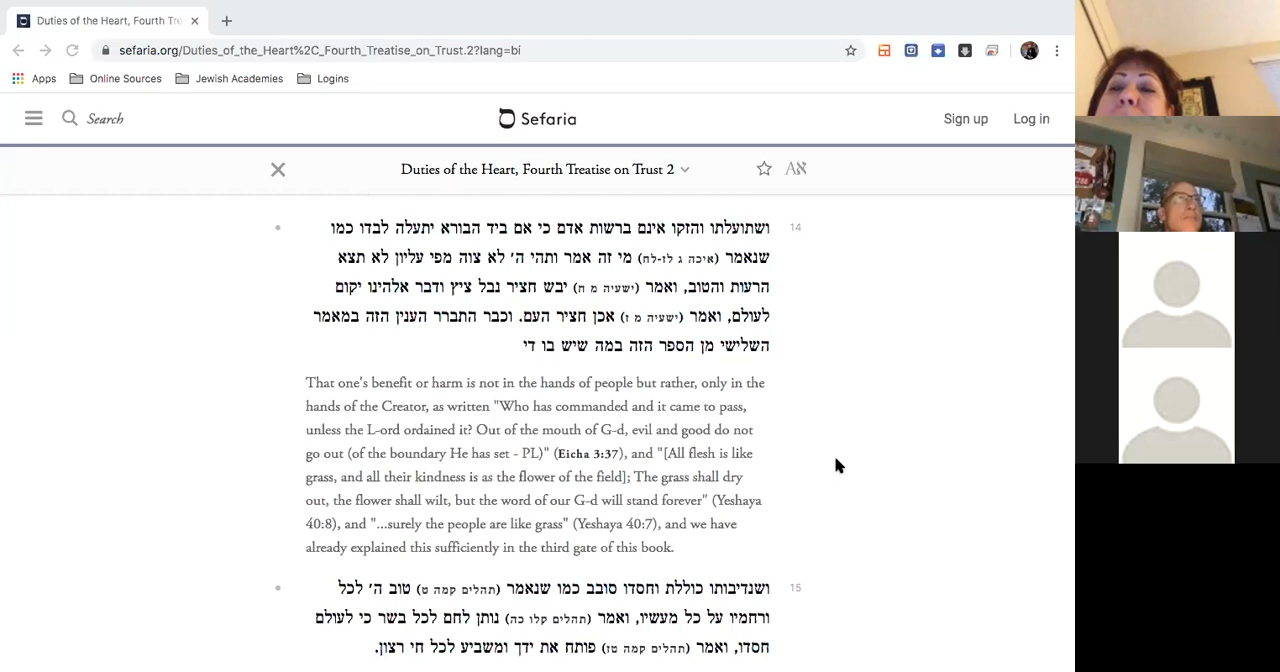 Duties of the Heart, Fourth Tre
sefaria.org/Duties_of_the_Heart%2C_Fourth_Treatise_on_Trust.2?lang=bi
Apps Online Sources Jewish Academies Logins
Search Sefaria Sign up Log in
Duties of the Heart, Fourth Treatise on Trust 2 אA
14
ושתועלתו והזקו אינם ברשות אדם כי אם ביד הבורא יתעלה לבדו כמו
שנאמר (איכה ג לז-לח) מי זה אמר ותהי ה׳ לא צוה מפי עליון לא תצא
הרעות והטוב, ואמר (ישעיה מ ח) יבש חציר נבל ציץ ודבר אלהינו יקום
לעולם, ואמר (ישעיה מ ז) אכן חציר העם. וכבר התברר הענין הזה במאמר
השלישי מן הספר הזה במה שיש בו די
That one's benefit or harm is not in the hands of people but rather, only in the
hands of the Creator, as written "Who has commanded and it came to pass,
unless the L-ord ordained it? Out of the mouth of G-d, evil and good do not
go out (of the boundary He has set - PL)" (Eicha 3:37), and "[All flesh is like
grass, and all their kindness is as the flower of the field]; The grass shall dry
out, the flower shall wilt, but the word of our G-d will stand forever" (Yeshaya
40:8), and "...surely the people are like grass" (Yeshaya 40:7), and we have
already explained this sufficiently in the third gate of this book.
15
ושנדיבותו כוללת וחסדו סובב כמו שנאמר (תהלים קמה ט) טוב ה׳ לכל
ורחמיו על כל מעשיו, ואמר (תהלים קלו כה) נותן לחם לכל בשר כי לעולם
חסדו, ואמר (תהלים קמה טז) פותח את ידך ומשביע לכל חי רצון.